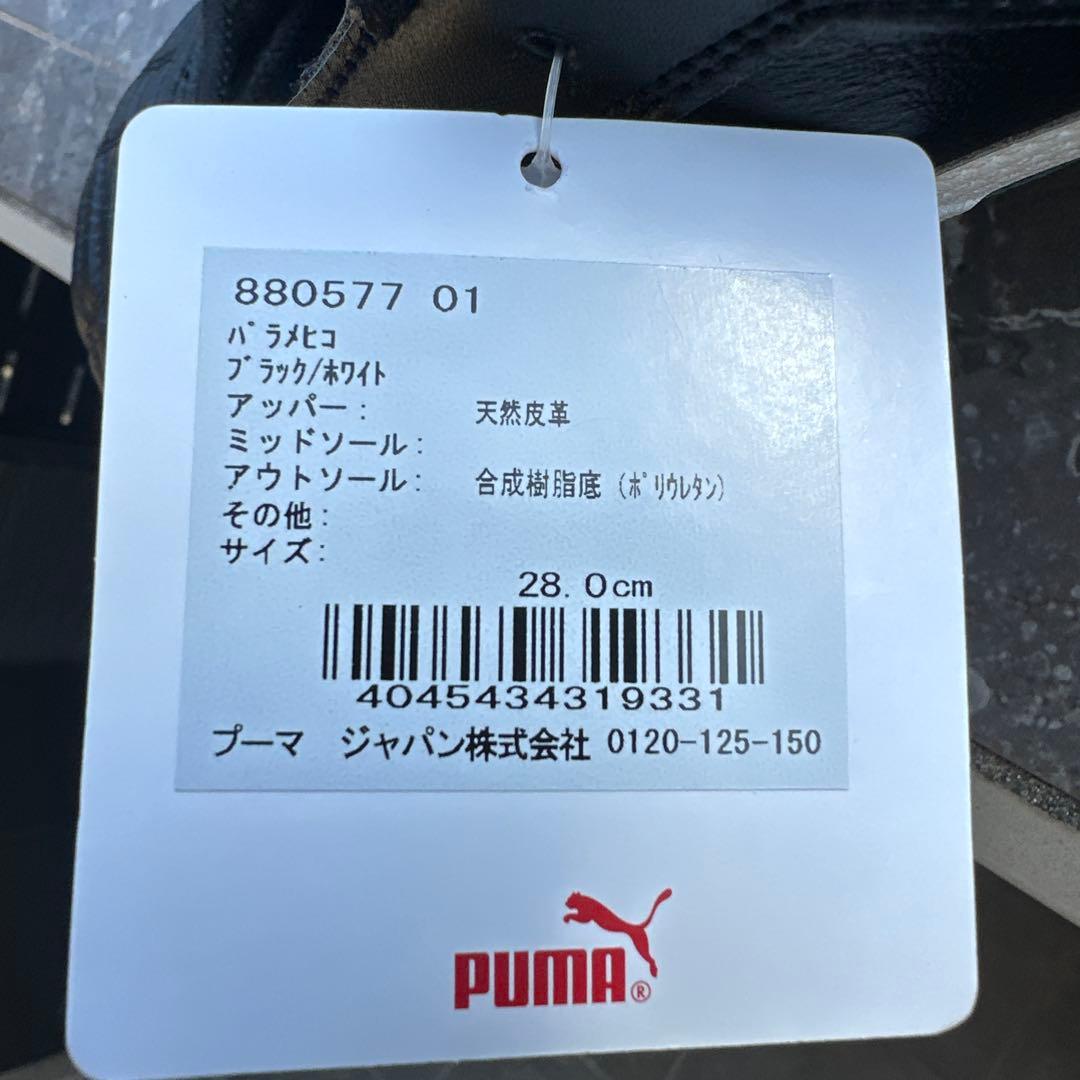 880577 01
ﾊﾟﾗﾒﾋｺ
ﾌﾞﾗｯｸ/ﾎﾜｲﾄ
アッパー: 天然皮革
ミッドソール:
アウトソール: 合成樹脂底 (ﾎﾟﾘｳﾚﾀﾝ)
その他:
サイズ:
28.0cm
4045434319331
プーマ ジャパン株式会社 0120-125-150
PUMA®